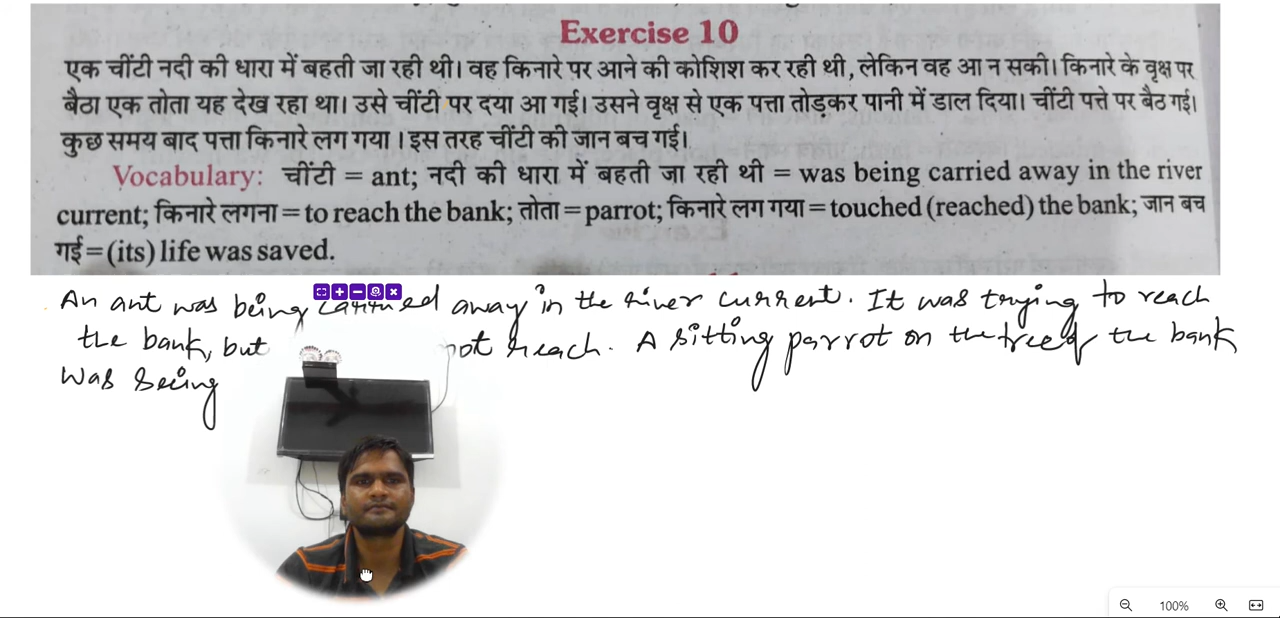 Exercise 10
एक चींटी नदी की धारा में बहती जा रही थी। वह किनारे पर आने की कोशिश कर रही थी, लेकिन वह आ न सकी। किनारे के वृक्ष पर
बैठा एक तोता यह देख रहा था। उसे चींटी पर दया आ गई। उसने वृक्ष से एक पत्ता तोड़कर पानी में डाल दिया। चींटी पत्ते पर बैठ गई।
कुछ समय बाद पत्ता किनारे लग गया। इस तरह चींटी की जान बच गई।
Vocabulary: चींटी = ant; नदी की धारा में बहती जा रही थी = was being carried away in the river
current; किनारे लगना = to reach the bank; तोता = parrot; किनारे लग गया = touched (reached) the bank; जान बच
गई = (its) life was saved.
An ant was being carried away in the river current. It was trying to reach
the bank, but not reach. A sitting parrot on the tree of the bank
was seeing
100%